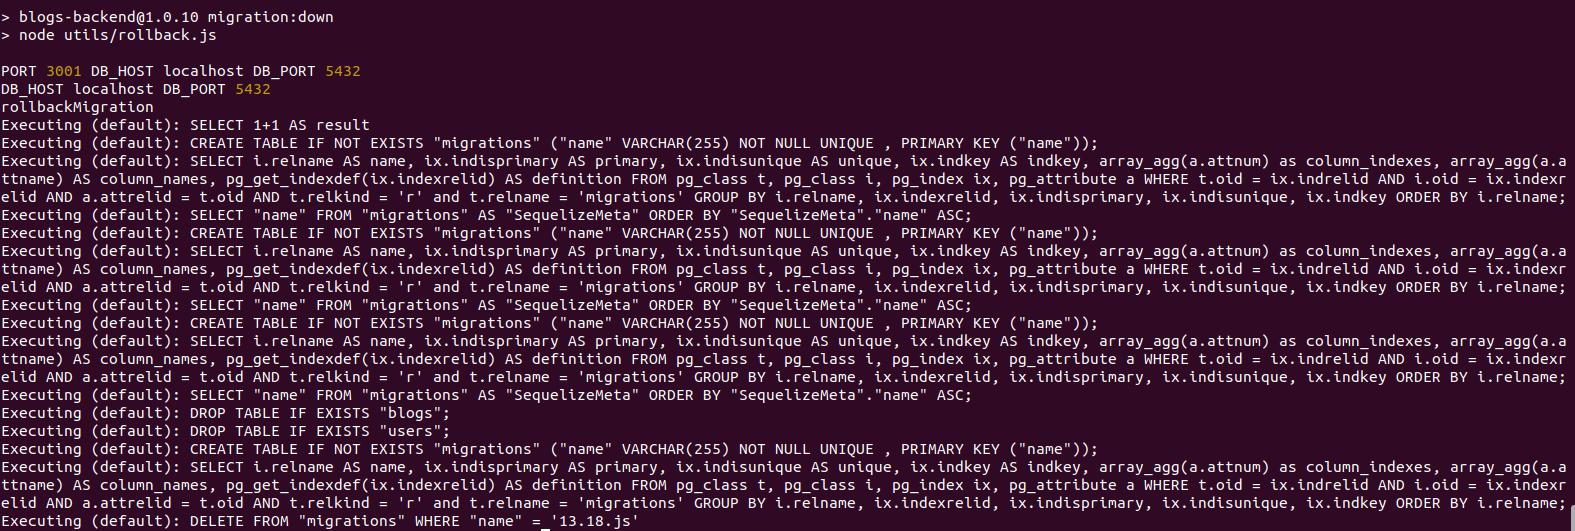 > blogs-backend@1.0.10 migration:down
> node utils/rollback.js
PORT 3001 DB_HOST localhost DB_PORT 5432
DB_HOST localhost DB_PORT 5432
rollbackMigration
Executing (default): SELECT 1+1 AS result
Executing (default): CREATE TABLE IF NOT EXISTS "migrations" ("name" VARCHAR(255) NOT NULL UNIQUE , PRIMARY KEY ("name"));
Executing (default): SELECT i.relname AS name, ix.indisprimary AS primary, ix.indisunique AS unique, ix.indkey AS indkey, array_agg(a.attnum) as column_indexes, array_agg(a.a
ttname) AS column_names, pg_get_indexdef(ix.indexrelid) AS definition FROM pg_class t, pg_class i, pg_index ix, pg_attribute a WHERE t.oid = ix.indrelid AND i.oid = ix.indexr
elid AND a.attrelid = t.oid AND t.relkind = 'r' and t.relname = 'migrations' GROUP BY i.relname, ix.indexrelid, ix.indisprimary, ix.indisunique, ix.indkey ORDER BY i.relname;
Executing (default): SELECT "name" FROM "migrations" AS "SequelizeMeta" ORDER BY "SequelizeMeta"."name" ASC;
Executing (default): CREATE TABLE IF NOT EXISTS "migrations" ("name" VARCHAR(255) NOT NULL UNIQUE , PRIMARY KEY ("name"));
Executing (default): SELECT i.relname AS name, ix.indisprimary AS primary, ix.indisunique AS unique, ix.indkey AS indkey, array_agg(a.attnum) as column_indexes, array_agg(a.a
ttname) AS column_names, pg_get_indexdef(ix.indexrelid) AS definition FROM pg_class t, pg_class i, pg_index ix, pg_attribute a WHERE t.oid = ix.indrelid AND i.oid = ix.indexr
elid AND a.attrelid = t.oid AND t.relkind = 'r' and t.relname = 'migrations' GROUP BY i.relname, ix.indexrelid, ix.indisprimary, ix.indisunique, ix.indkey ORDER BY i.relname;
Executing (default): SELECT "name" FROM "migrations" AS "SequelizeMeta" ORDER BY "SequelizeMeta"."name" ASC;
Executing (default): CREATE TABLE IF NOT EXISTS "migrations" ("name" VARCHAR(255) NOT NULL UNIQUE , PRIMARY KEY ("name"));
Executing (default): SELECT i.relname AS name, ix.indisprimary AS primary, ix.indisunique AS unique, ix.indkey AS indkey, array_agg(a.attnum) as column_indexes, array_agg(a.a
ttname) AS column_names, pg_get_indexdef(ix.indexrelid) AS definition FROM pg_class t, pg_class i, pg_index ix, pg_attribute a WHERE t.oid = ix.indrelid AND i.oid = ix.indexr
elid AND a.attrelid = t.oid AND t.relkind = 'r' and t.relname = 'migrations' GROUP BY i.relname, ix.indexrelid, ix.indisprimary, ix.indisunique, ix.indkey ORDER BY i.relname;
Executing (default): SELECT "name" FROM "migrations" AS "SequelizeMeta" ORDER BY "SequelizeMeta"."name" ASC;
Executing (default): DROP TABLE IF EXISTS "blogs";
Executing (default): DROP TABLE IF EXISTS "users";
Executing (default): CREATE TABLE IF NOT EXISTS "migrations" ("name" VARCHAR(255) NOT NULL UNIQUE , PRIMARY KEY ("name"));
Executing (default): SELECT i.relname AS name, ix.indisprimary AS primary, ix.indisunique AS unique, ix.indkey AS indkey, array_agg(a.attnum) as column_indexes, array_agg(a.a
ttname) AS column_names, pg_get_indexdef(ix.indexrelid) AS definition FROM pg_class t, pg_class i, pg_index ix, pg_attribute a WHERE t.oid = ix.indrelid AND i.oid = ix.indexr
elid AND a.attrelid = t.oid AND t.relkind = 'r' and t.relname = 'migrations' GROUP BY i.relname, ix.indexrelid, ix.indisprimary, ix.indisunique, ix.indkey ORDER BY i.relname;
Executing (default): DELETE FROM "migrations" WHERE "name" = '13.18.js'